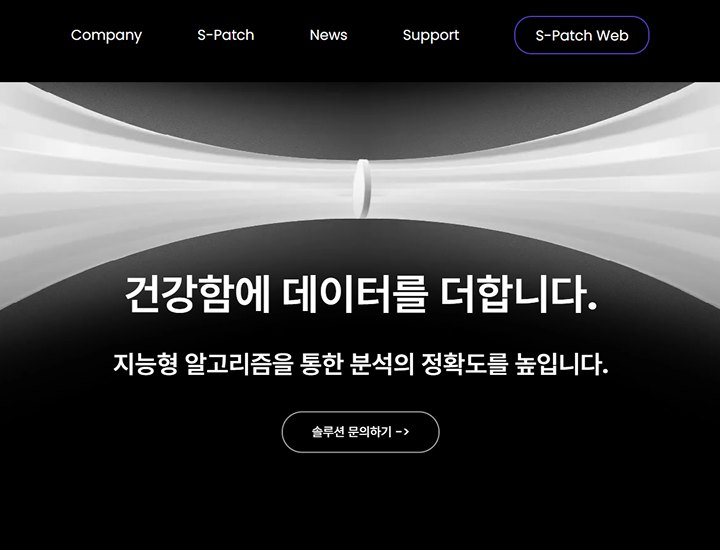 Company S-Patch News Support S-Patch Web
건강함에 데이터를 더합니다.
지능형 알고리즘을 통한 분석의 정확도를 높입니다.
솔루션 문의하기 ->